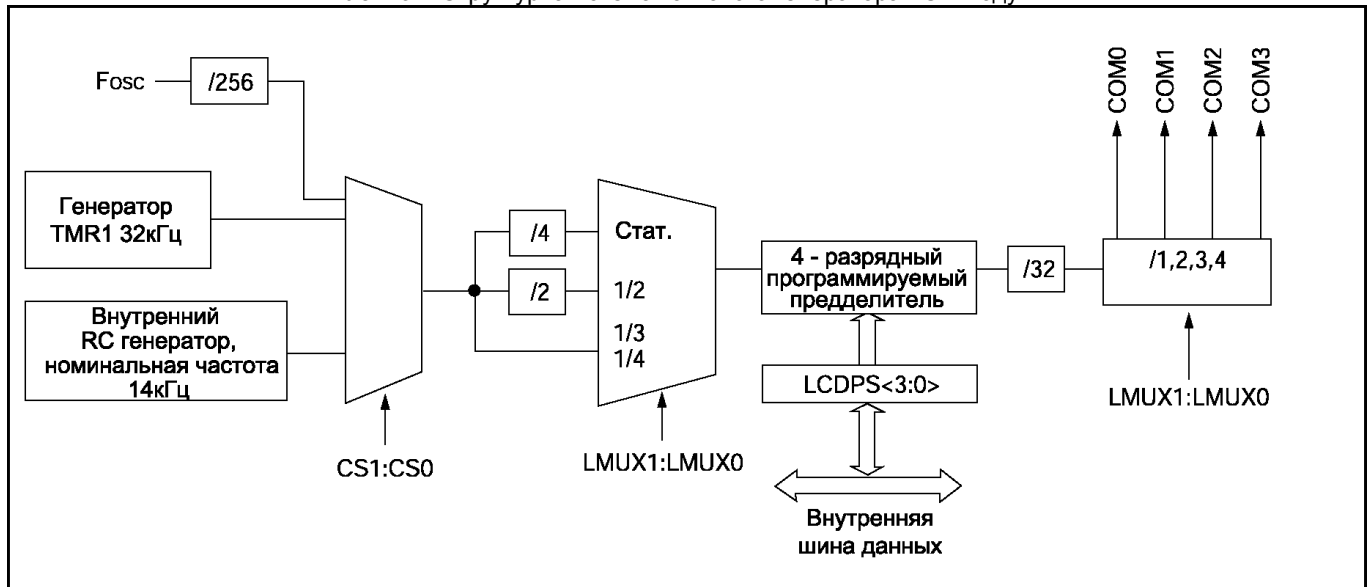 Fosc
/256
Генератор
TMR1 32кГц
Внутренний
RC генератор,
номинальная частота
14кГц
CS1:CS0
/4
/2
Стат.
1/2
1/3
1/4
LMUX1:LMUX0
4 - разрядный
программируемый
предделитель
LCDPS<3:0>
Внутренняя
шина данных
/32
COM0
COM1
COM2
COM3
/1,2,3,4
LMUX1:LMUX0